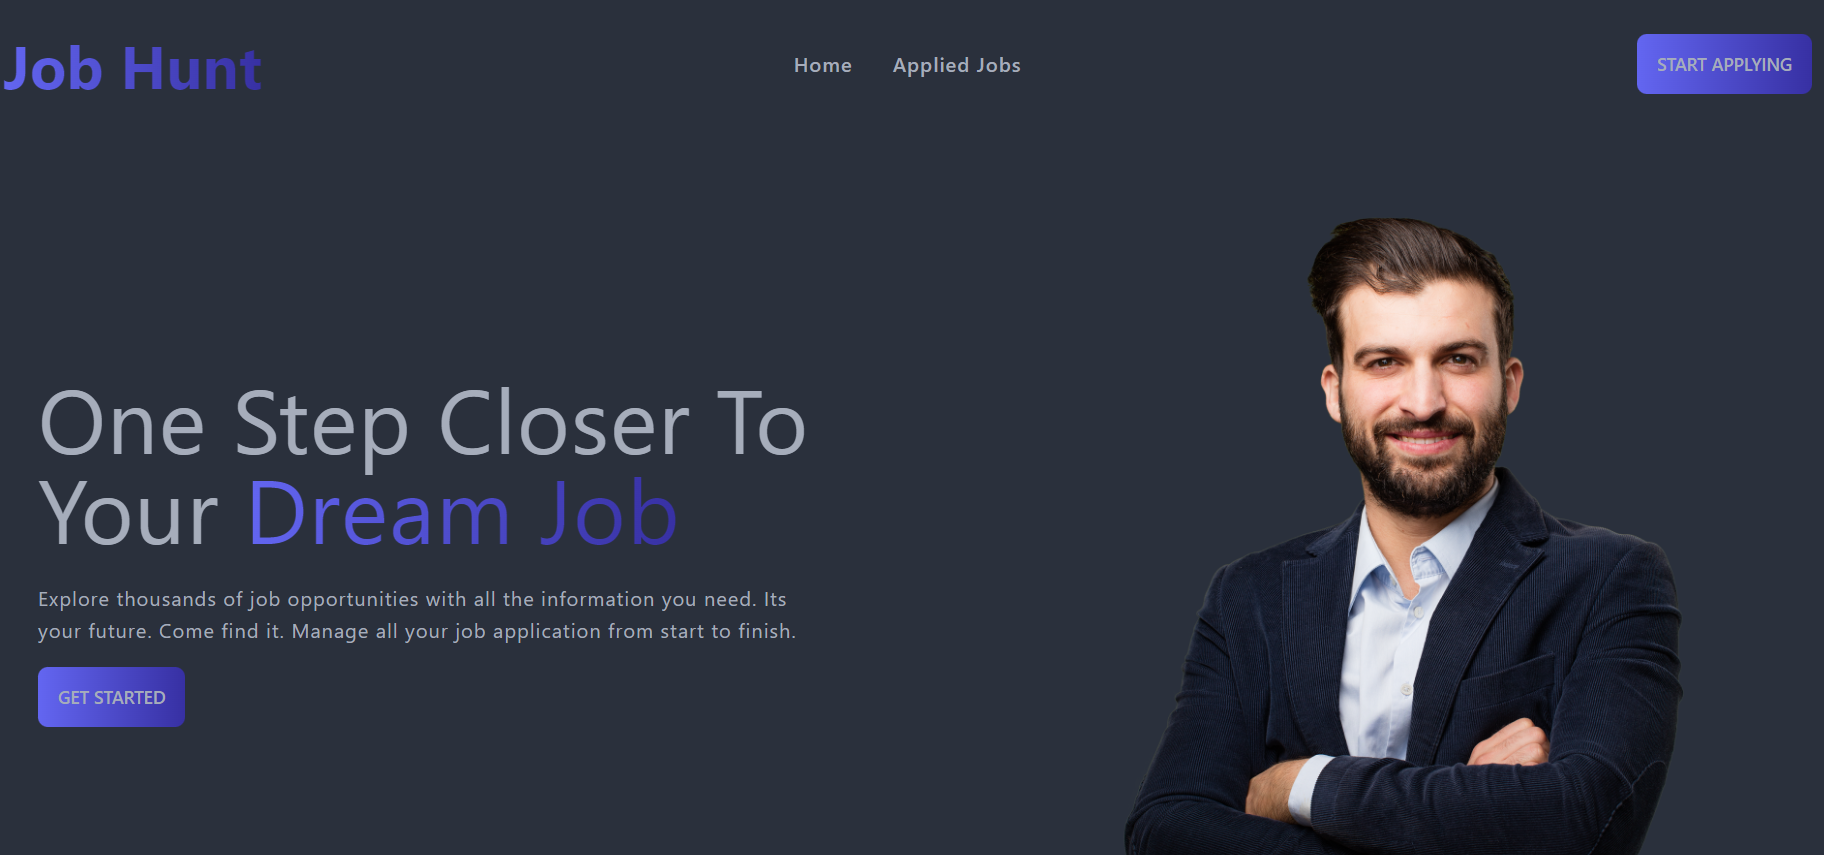 Job Hunt
Home
Applied Jobs
START APPLYING
One Step Closer To
Your Dream Job
Explore thousands of job opportunities with all the information you need. Its
your future. Come find it. Manage all your job application from start to finish.
GET STARTED